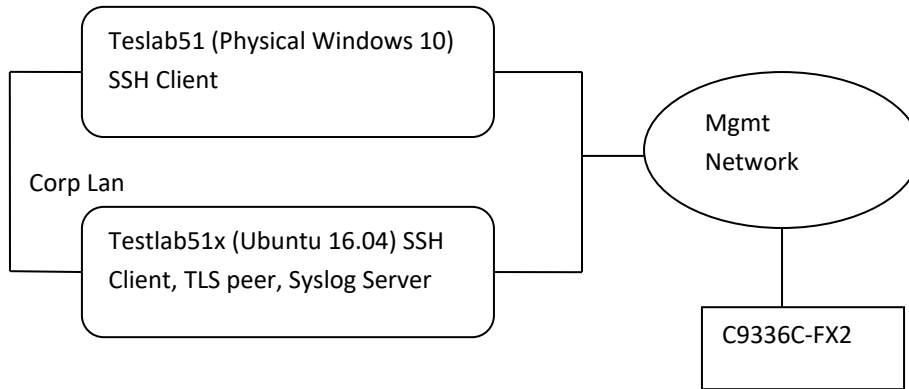 Teslab51 (Physical Windows 10)
SSH Client
Mgmt
Network
Corp Lan
Testlab51x (Ubuntu 16.04) SSH
Client, TLS peer, Syslog Server
C9336C-FX2